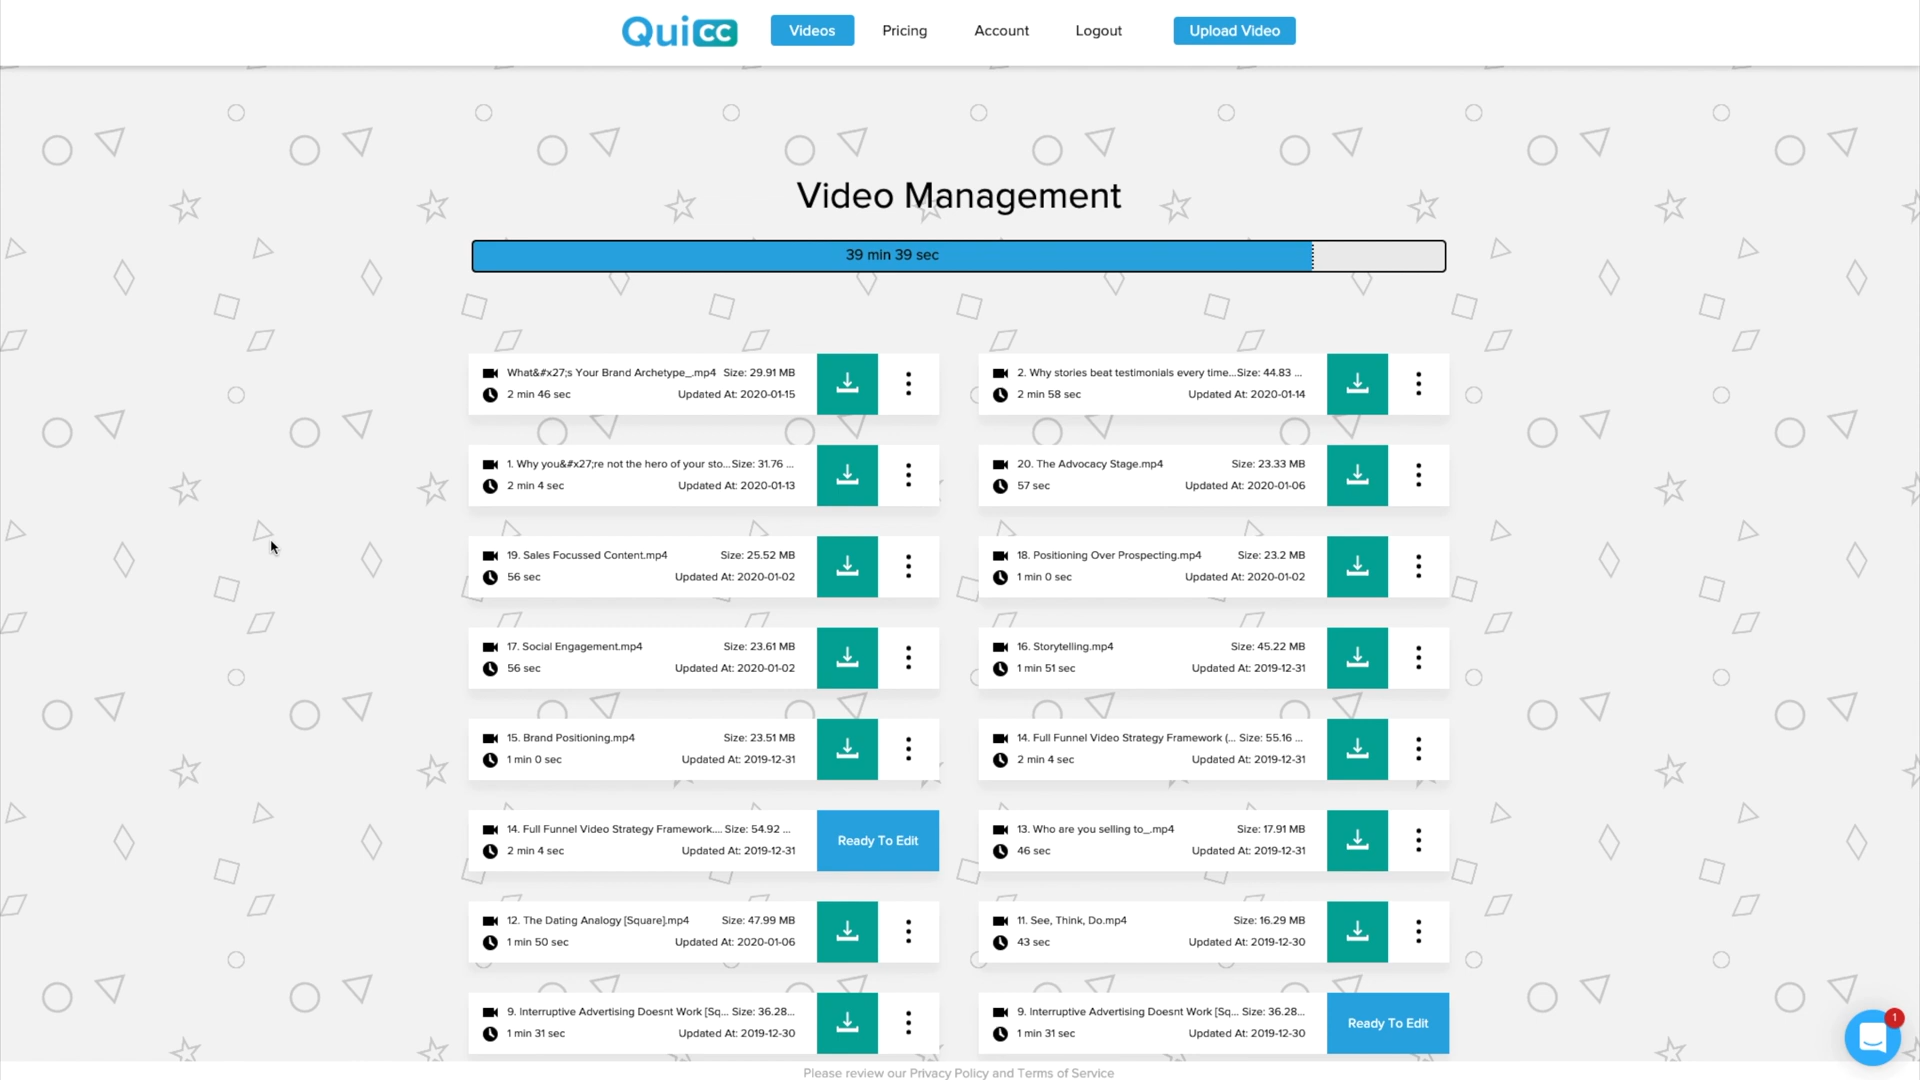 Quicc Videos Pricing Account Logout Upload Video
Video Management
39 min 39 sec
What&#x27;s Your Brand Archetype_.mp4 Size: 29.91 MB
2 min 46 sec Updated At: 2020-01-15
2. Why stories beat testimonials every time...Size: 44.83 ...
2 min 58 sec Updated At: 2020-01-14
1. Why you&#x27;re not the hero of your sto...Size: 31.76 ...
2 min 4 sec Updated At: 2020-01-13
20. The Advocacy Stage.mp4 Size: 23.33 MB
57 sec Updated At: 2020-01-06
19. Sales Focussed Content.mp4 Size: 25.52 MB
56 sec Updated At: 2020-01-02
18. Positioning Over Prospecting.mp4 Size: 23.2 MB
1 min 0 sec Updated At: 2020-01-02
17. Social Engagement.mp4 Size: 23.61 MB
56 sec Updated At: 2020-01-02
16. Storytelling.mp4 Size: 45.22 MB
1 min 51 sec Updated At: 2019-12-31
15. Brand Positioning.mp4 Size: 23.51 MB
1 min 0 sec Updated At: 2019-12-31
14. Full Funnel Video Strategy Framework (... Size: 55.16 ...
2 min 4 sec Updated At: 2019-12-31
14. Full Funnel Video Strategy Framework.... Size: 54.92 ...
2 min 4 sec Updated At: 2019-12-31
Ready To Edit
13. Who are you selling to_.mp4 Size: 17.91 MB
46 sec Updated At: 2019-12-31
12. The Dating Analogy [Square].mp4 Size: 47.99 MB
1 min 50 sec Updated At: 2020-01-06
11. See, Think, Do.mp4 Size: 16.29 MB
43 sec Updated At: 2019-12-30
9. Interruptive Advertising Doesnt Work [Sq... Size: 36.28...
1 min 31 sec Updated At: 2019-12-30
9. Interruptive Advertising Doesnt Work [Sq... Size: 36.28...
1 min 31 sec Updated At: 2019-12-30
Ready To Edit
1
Please review our Privacy Policy and Terms of Service